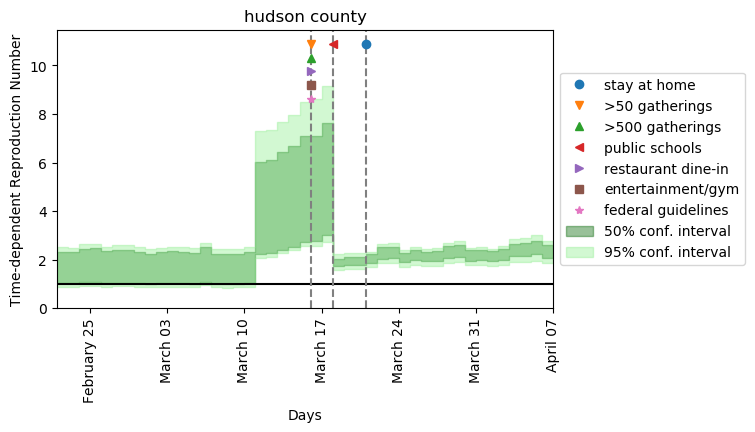 hudson county
Time-dependent Reproduction Number
10
8
6
4
2
0
February 25
March 03
March 10
March 17
March 24
March 31
April 07
Days
stay at home
>50 gatherings
>500 gatherings
public schools
restaurant dine-in
entertainment/gym
federal guidelines
50% conf. interval
95% conf. interval